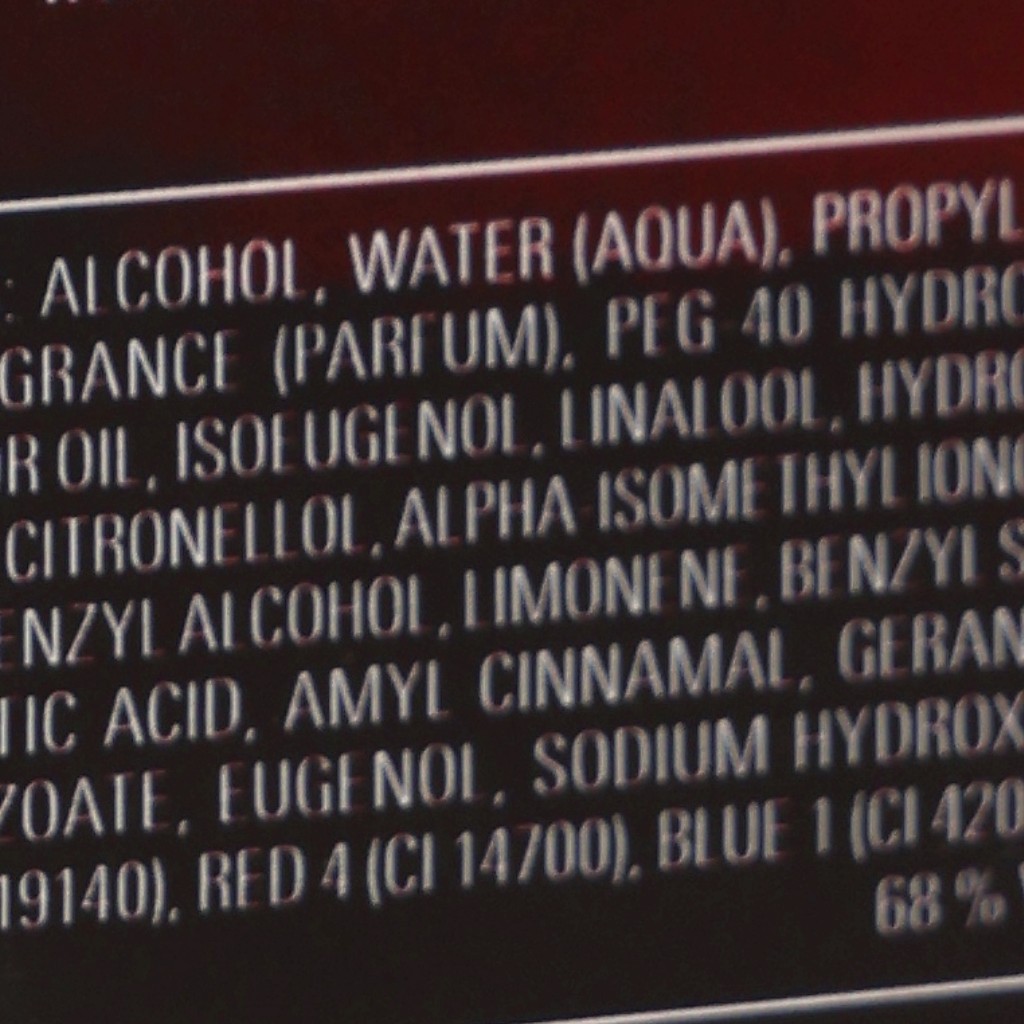 : ALCOHOL, WATER (AQUA), PROPYL
GRANCE (PARFUM), PEG 40 HYDRO
R OIL, ISOEUGENOL, LINALOOL, HYDRO
CITRONELLOL, ALPHA-ISOMETHYL IONO
ENZYL ALCOHOL, LIMONENE, BENZYL S
TIC ACID, AMYL CINNAMAL, GERAN
ZOATE, EUGENOL, SODIUM HYDROX
19140), RED 4 (CI 14700), BLUE 1 (CI 420
68 %